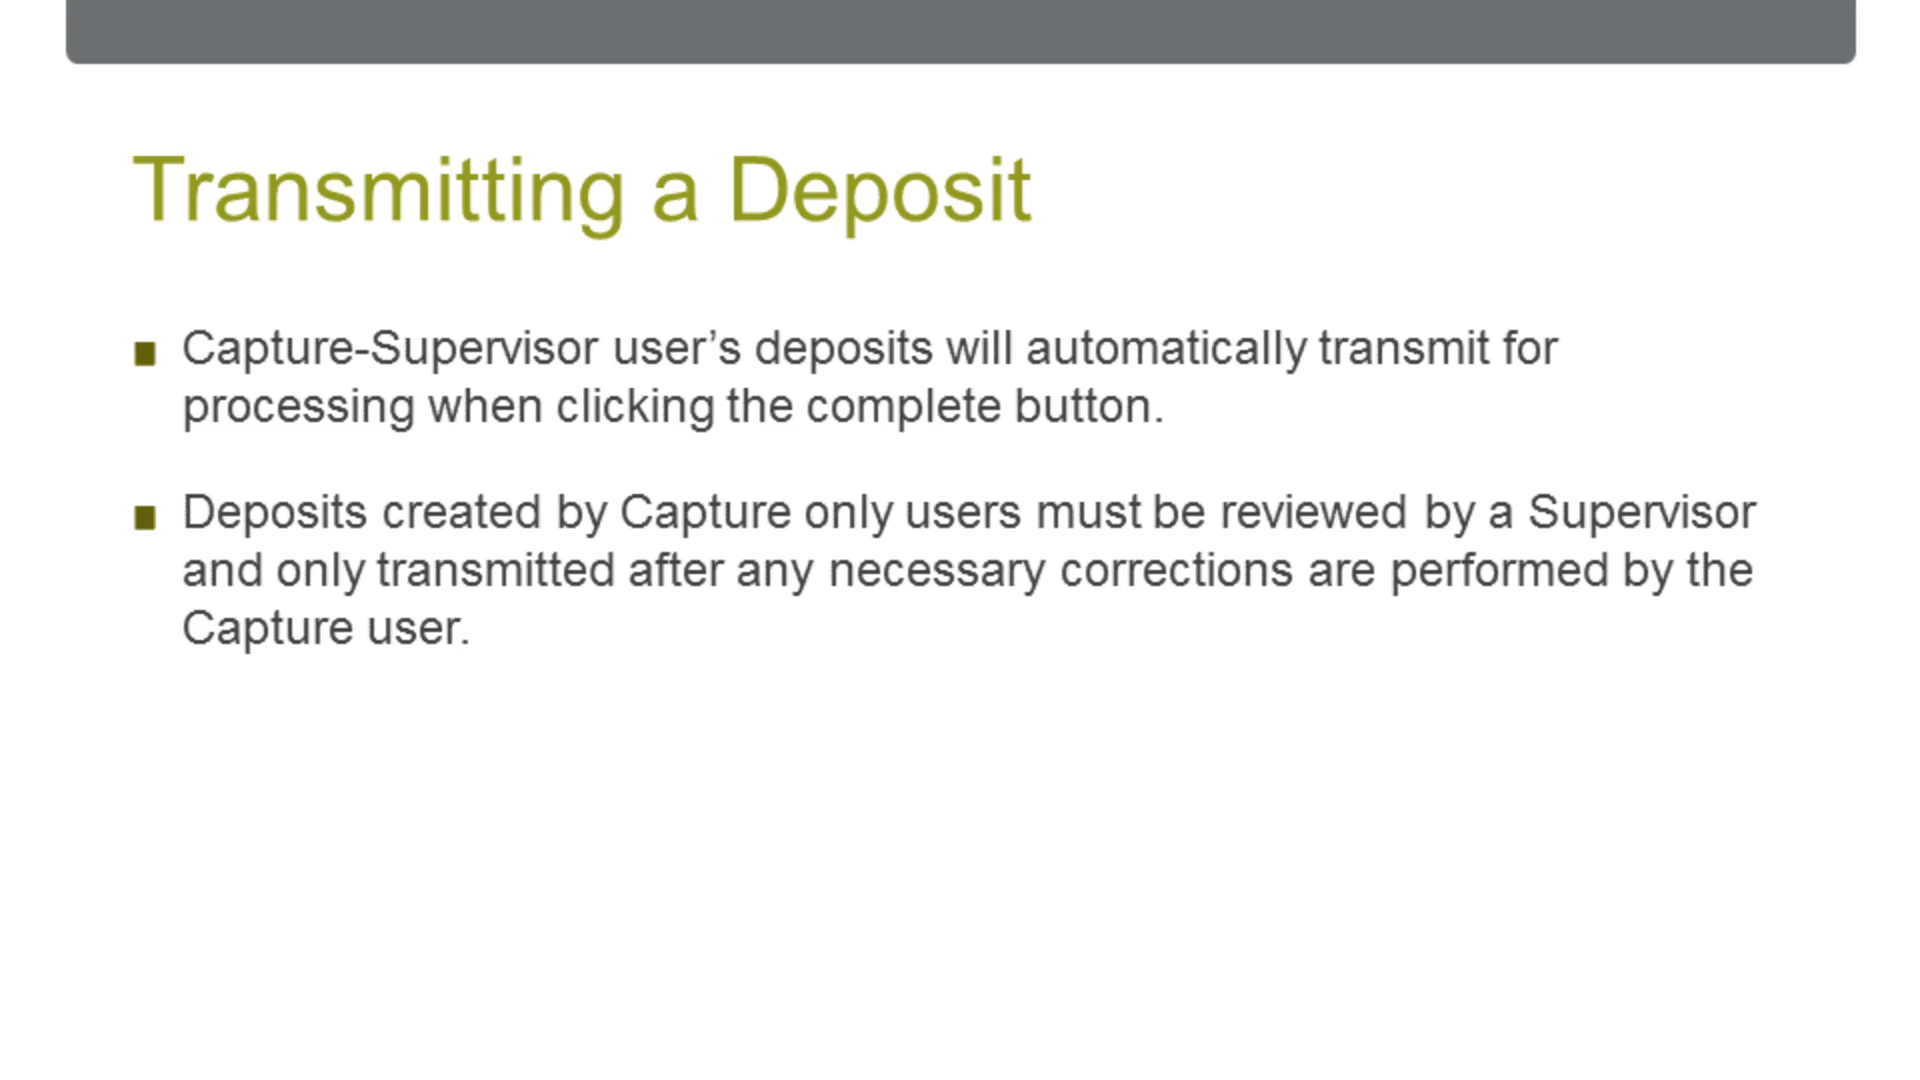 Transmitting a Deposit
Capture-Supervisor user’s deposits will automatically transmit for
processing when clicking the complete button.
Deposits created by Capture only users must be reviewed by a Supervisor
and only transmitted after any necessary corrections are performed by the
Capture user.